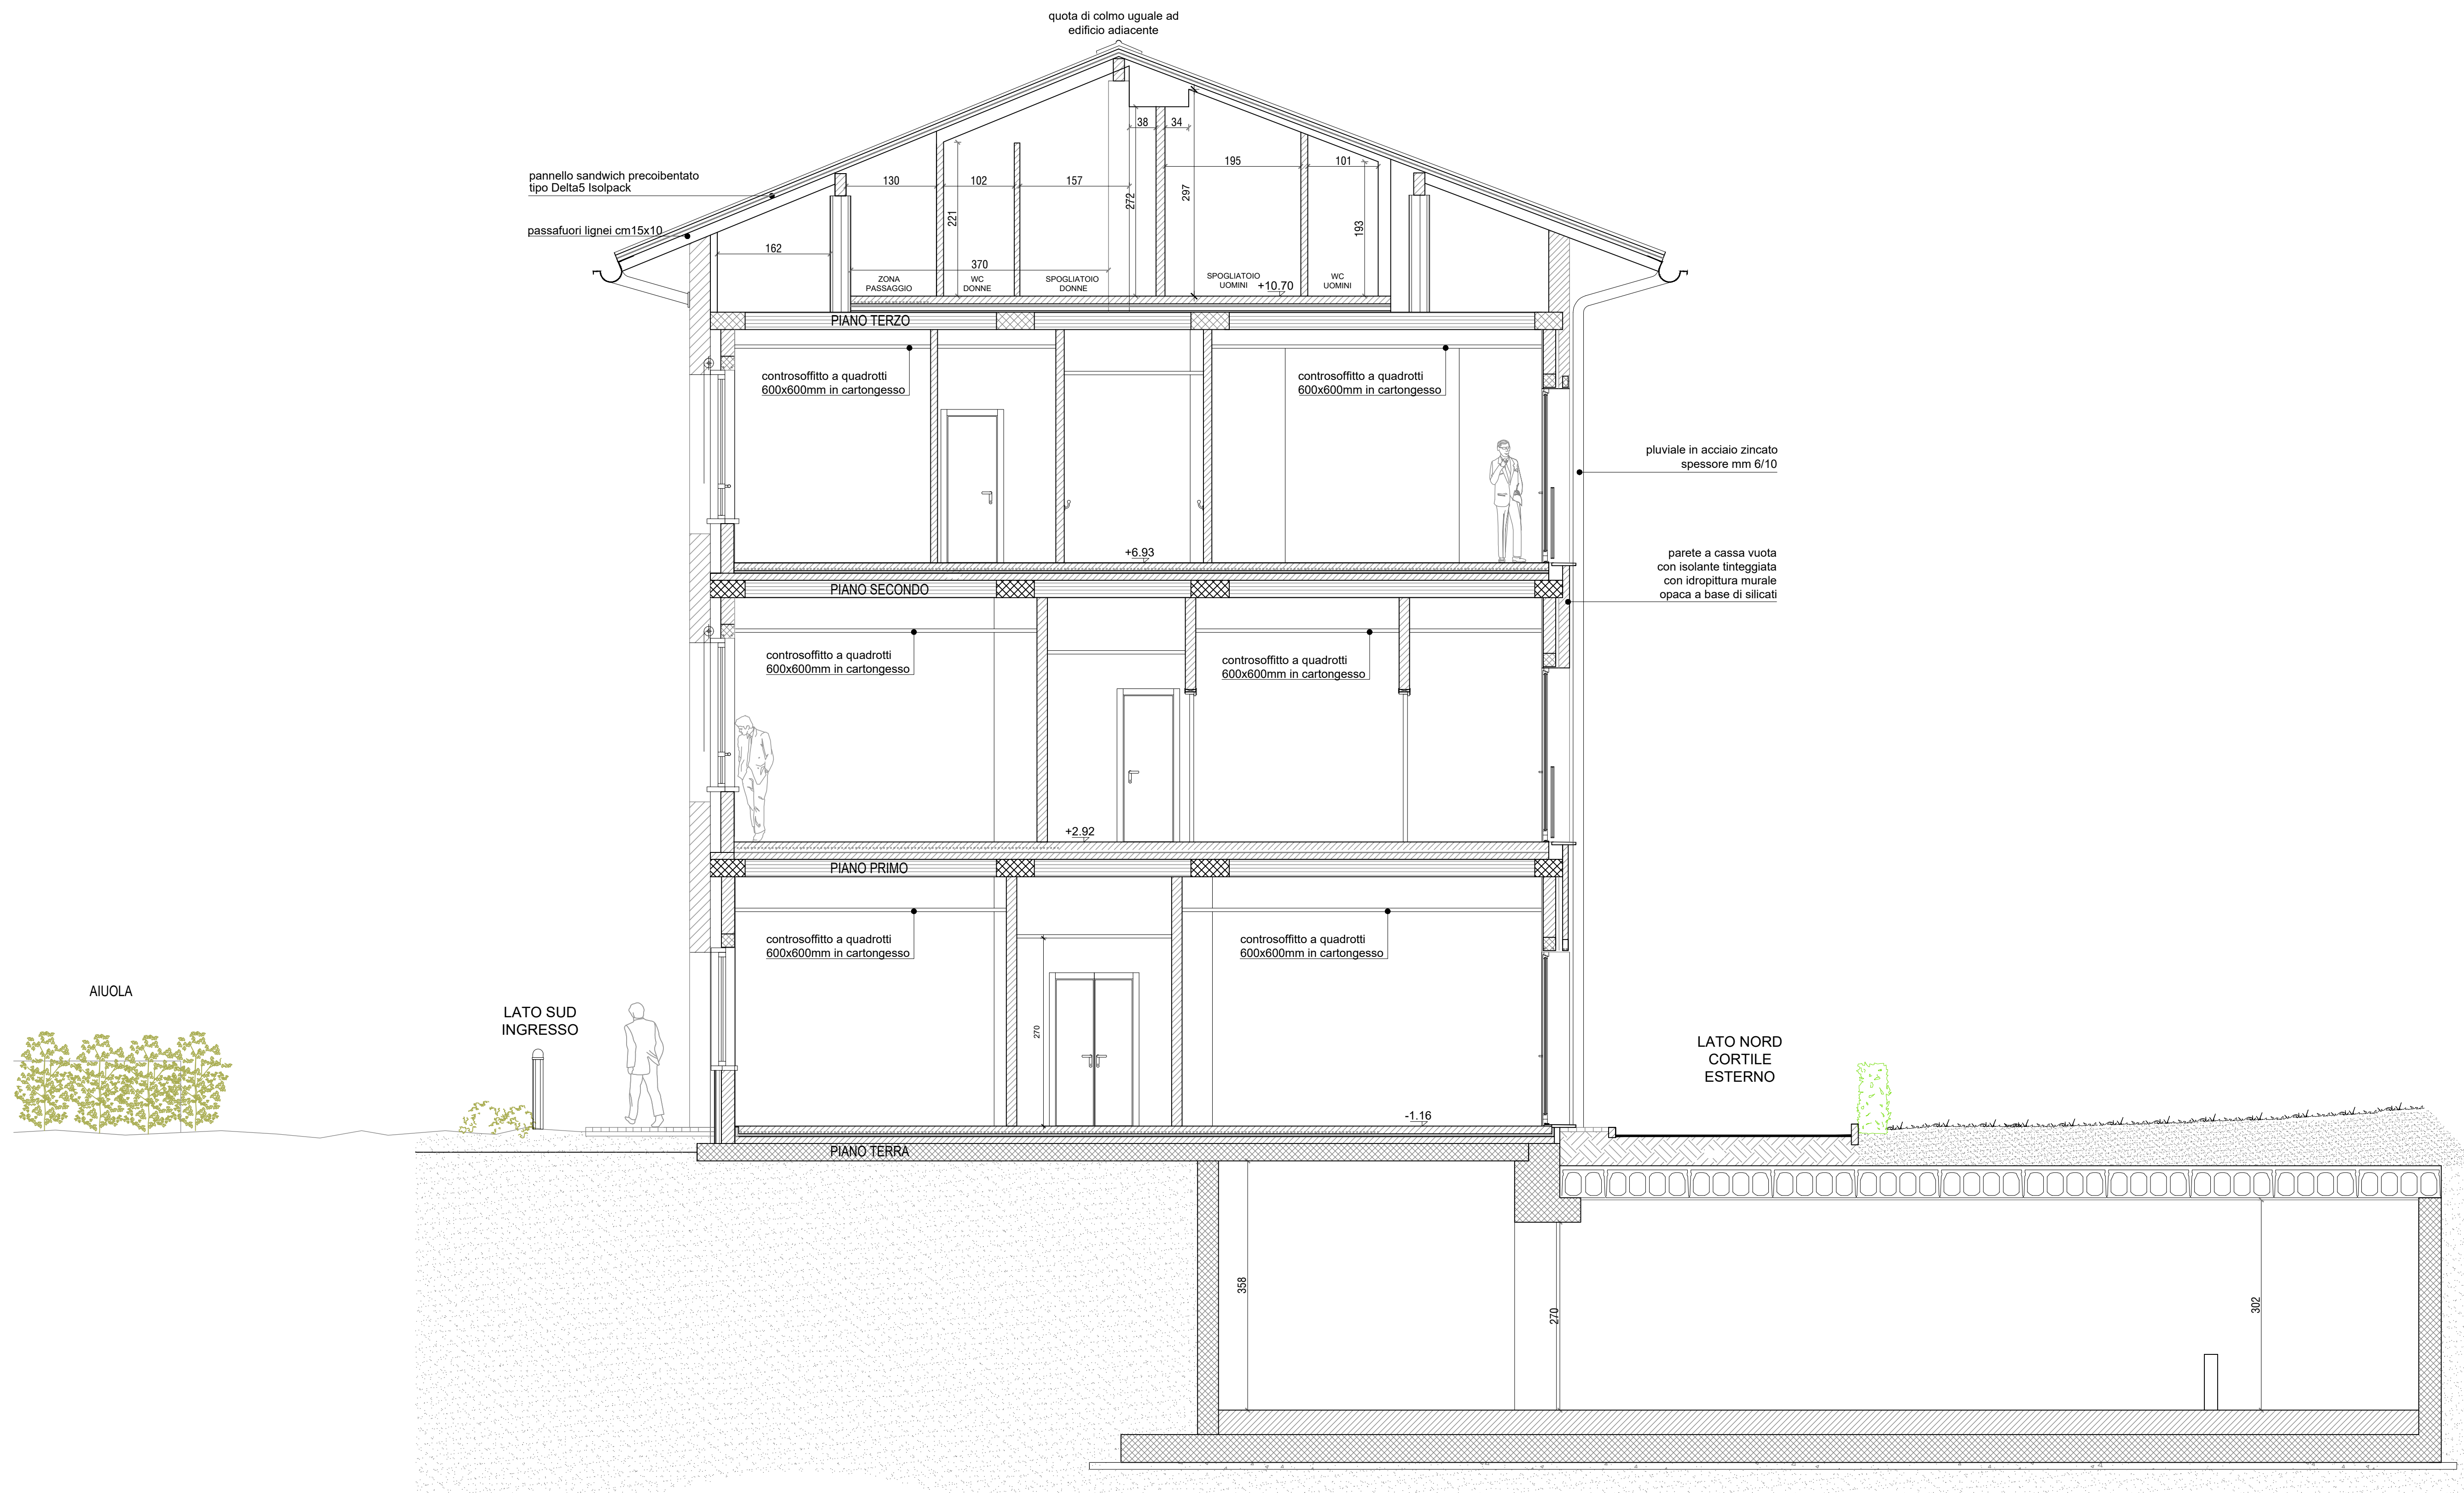 quota di colmo uguale ad
edificio adiacente
38
34
195
101
pannello sandwich precoibentato
tipo Delta5 Isolpack
130
102
157
272
297
221
193
passafuori lignei cm15x10
162
370
ZONA
PASSAGGIO
WC
DONNE
SPOGLIATOIO
DONNE
SPOGLIATOIO
UOMINI
+10.70
WC
UOMINI
PIANO TERZO
controsoffitto a quadrotti
600x600mm in cartongesso
controsoffitto a quadrotti
600x600mm in cartongesso
pluviale in acciaio zincato
spessore mm 6/10
+6.93
parete a cassa vuota
con isolante tinteggiata
con idropittura murale
opaca a base di silicati
PIANO SECONDO
controsoffitto a quadrotti
600x600mm in cartongesso
controsoffitto a quadrotti
600x600mm in cartongesso
+2.92
PIANO PRIMO
controsoffitto a quadrotti
600x600mm in cartongesso
controsoffitto a quadrotti
600x600mm in cartongesso
AIUOLA
LATO SUD
INGRESSO
270
LATO NORD
CORTILE
ESTERNO
-1.16
PIANO TERRA
358
270
302